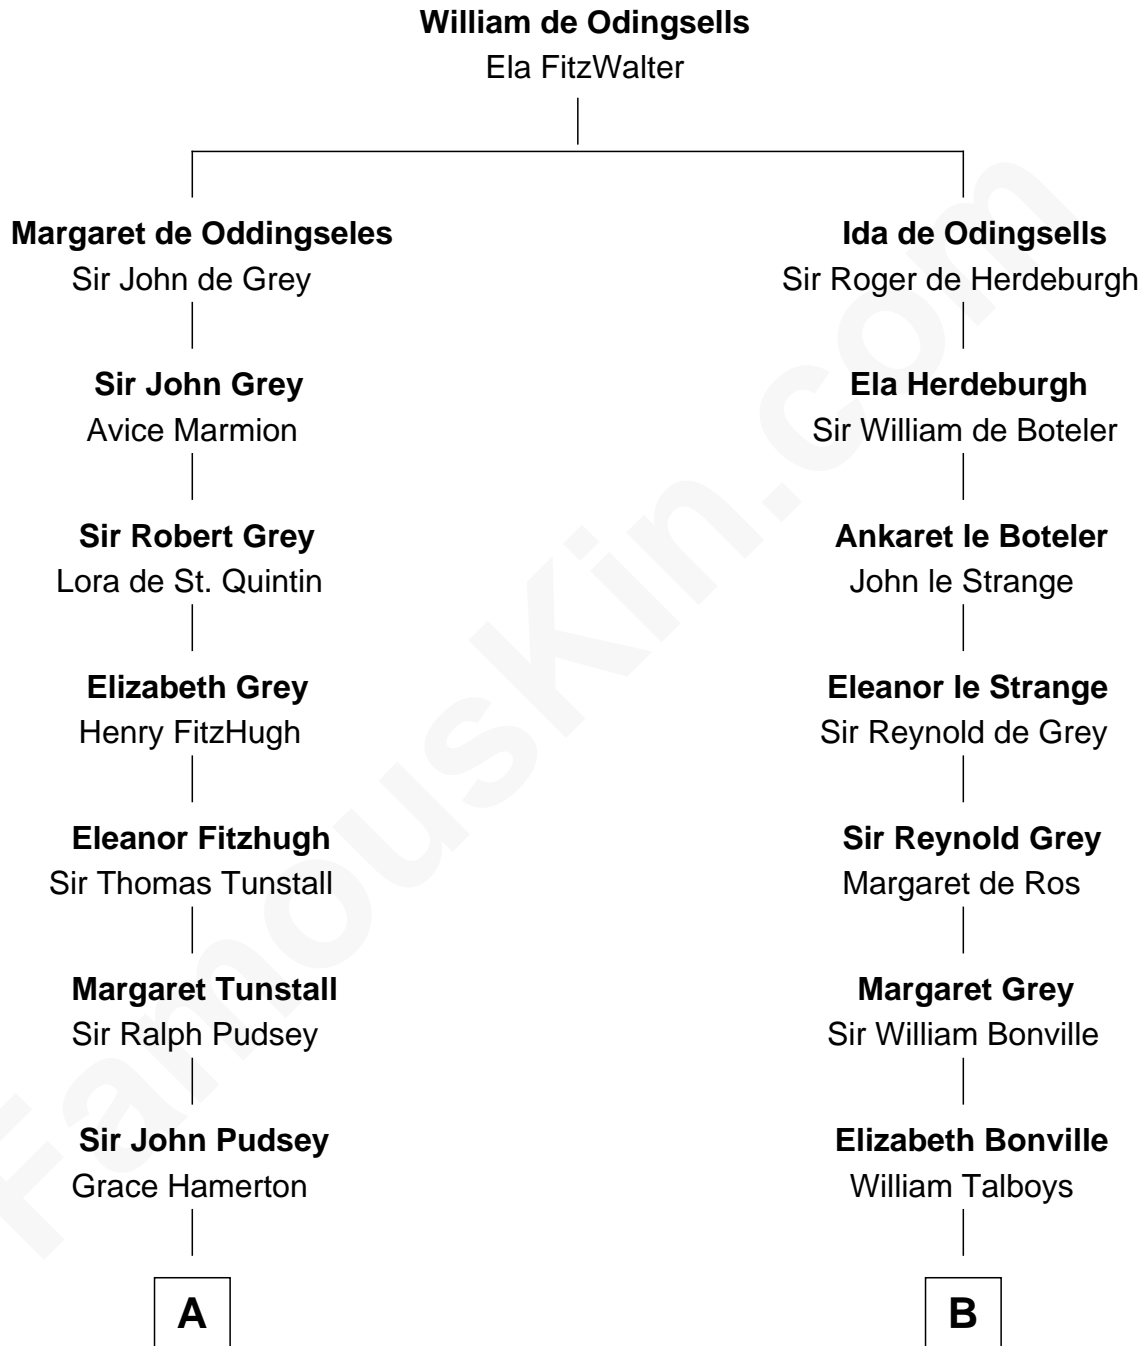 William de Odingsells
Ela FitzWalter
Margaret de Oddingseles
Sir John de Grey
Ida de Odingsells
Sir Roger de Herdeburgh
Sir John Grey
Avice Marmion
Ela Herdeburgh
Sir William de Boteler
Sir Robert Grey
Lora de St. Quintin
Ankaret le Boteler
John le Strange
Elizabeth Grey
Henry FitzHugh
Eleanor le Strange
Sir Reynold de Grey
Eleanor Fitzhugh
Sir Thomas Tunstall
Sir Reynold Grey
Margaret de Ros
Margaret Tunstall
Sir Ralph Pudsey
Margaret Grey
Sir William Bonville
Sir John Pudsey
Grace Hamerton
Elizabeth Bonville
William Talboys
A
B
FamousKin.com